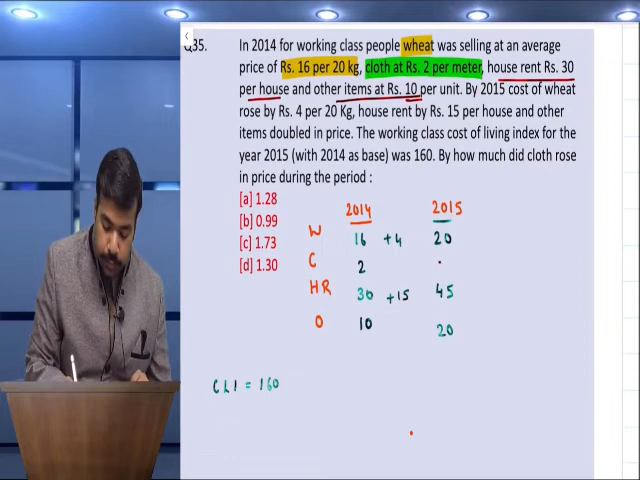 Q35. In 2014 for working class people wheat was selling at an average
price of Rs. 16 per 20 kg, cloth at Rs. 2 per meter, house rent Rs. 30
per house and other items at Rs. 10 per unit. By 2015 cost of wheat
rose by Rs. 4 per 20 Kg, house rent by Rs. 15 per house and other
items doubled in price. The working class cost of living index for the
year 2015 (with 2014 as base) was 160. By how much did cloth rose
in price during the period :
[a] 1.28
[b] 0.99
[c] 1.73
[d] 1.30
2014 2015
W 16 +4 20
C 2
HR 30 +15 45
O 10 20
CLI = 160